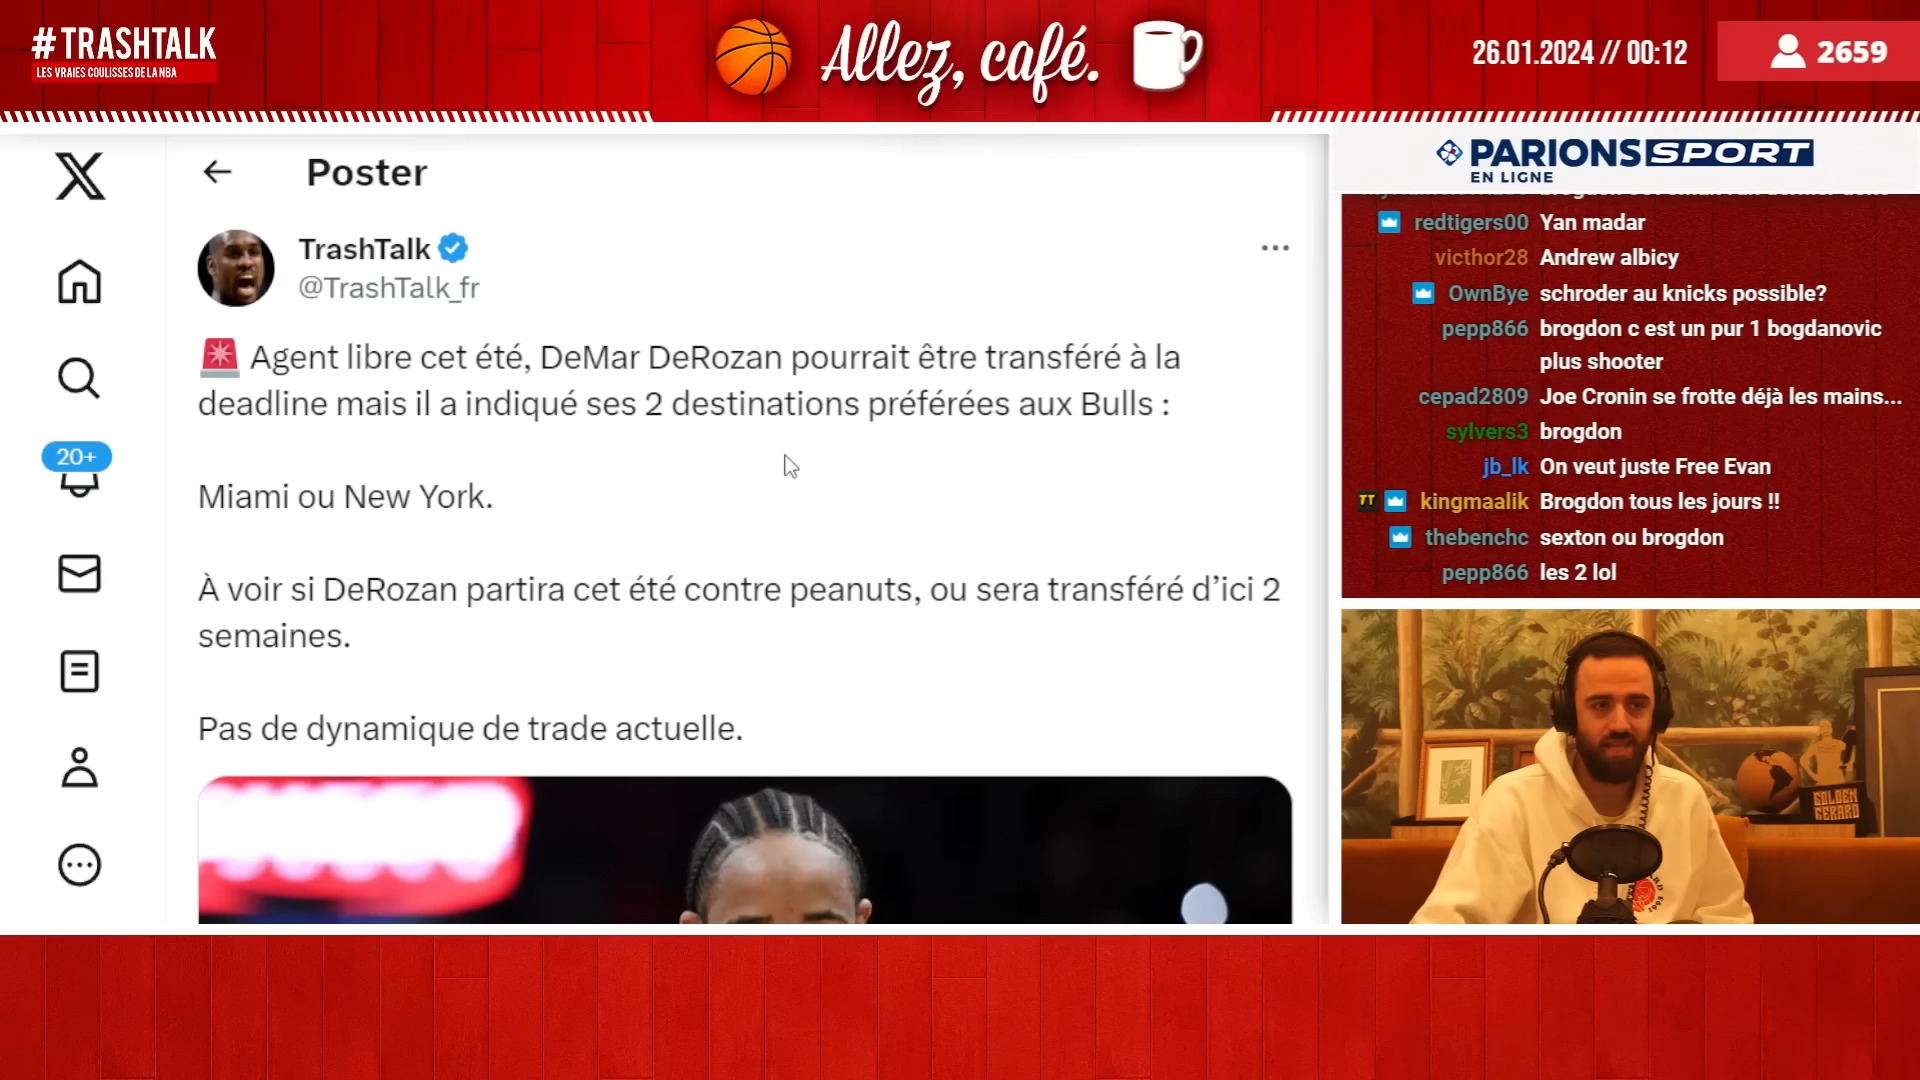 #TRASHTALK
LES VRAIES COULISSES DE LA NBA
Allez, café.
26.01.2024 // 00:12
2659
X
Poster
TrashTalk
@TrashTalk_fr
🚨 Agent libre cet été, DeMar DeRozan pourrait être transféré à la
deadline mais il a indiqué ses 2 destinations préférées aux Bulls :
Miami ou New York.
À voir si DeRozan partira cet été contre peanuts, ou sera transféré d’ici 2
semaines.
Pas de dynamique de trade actuelle.
20+
PARIONS SPORT
EN LIGNE
redtigers00 Yan madar
victhor28 Andrew albicy
OwnBye schroder au knicks possible?
pepp866 brogdon c est un pur 1 bogdanovic
plus shooter
cepad2809 Joe Cronin se frotte déjà les mains...
sylvers3 brogdon
jb_lk On veut juste Free Evan
TT kingmaalik Brogdon tous les jours !!
thebenchc sexton ou brogdon
pepp866 les 2 lol
GOLDEN
GERARD